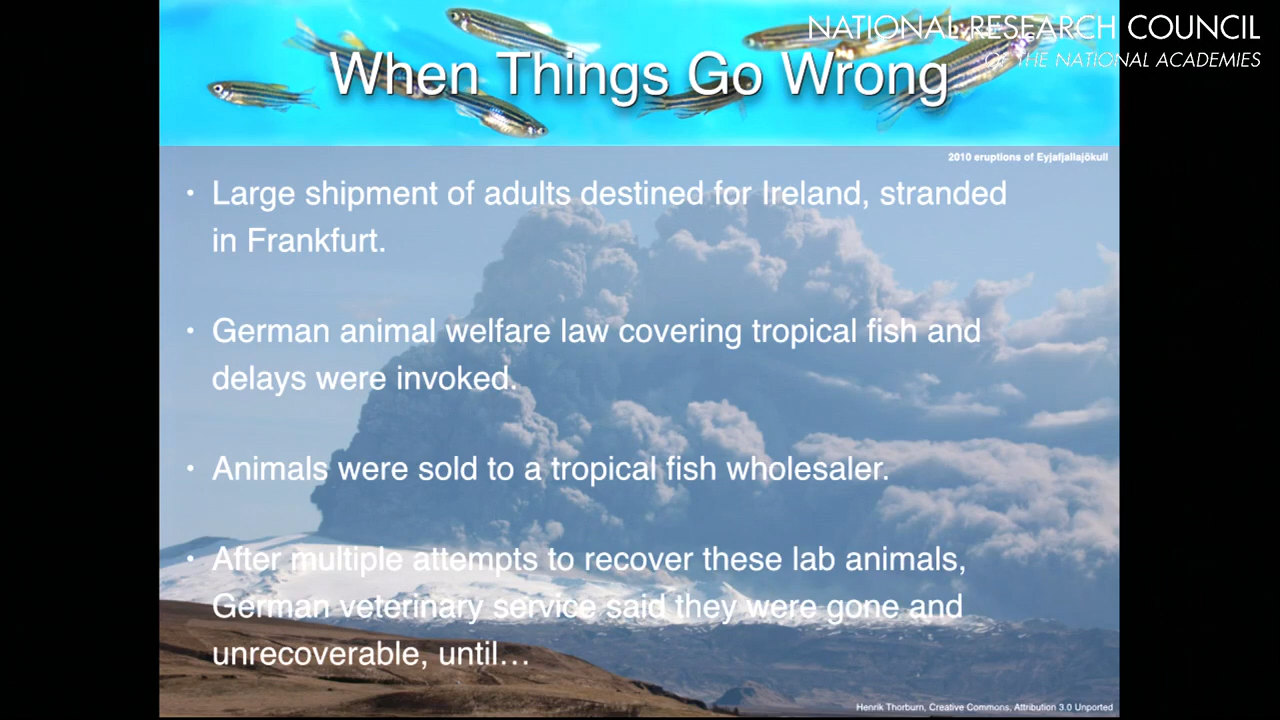 NATIONAL RESEARCH COUNCIL
OF THE NATIONAL ACADEMIES
When Things Go Wrong
2010 eruptions of Eyjafjallajökull
• Large shipment of adults destined for Ireland, stranded
in Frankfurt.
• German animal welfare law covering tropical fish and
delays were invoked.
• Animals were sold to a tropical fish wholesaler.
• After multiple attempts to recover these lab animals,
German veterinary service said they were gone and
unrecoverable, until…
Henrik Thorburn, Creative Commons, Attribution 3.0 Unported